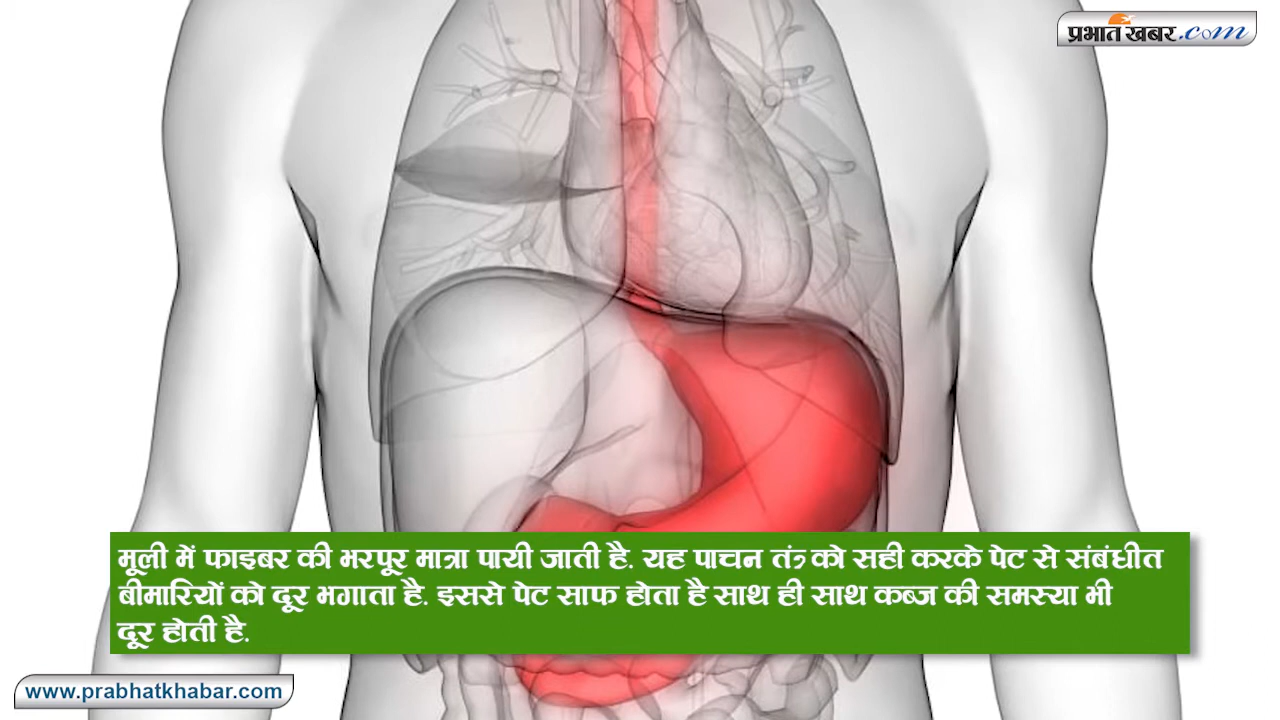 प्रभात खबर.com
मूली में फाइबर की भरपूर मात्रा पायी जाती है. यह पाचन तंत्र को सही करके पेट से संबंधीत
बीमारियों को दूर भगाता है. इससे पेट साफ होता है साथ ही साथ कब्ज की समस्या भी
दूर होती है.
www.prabhatkhabar.com